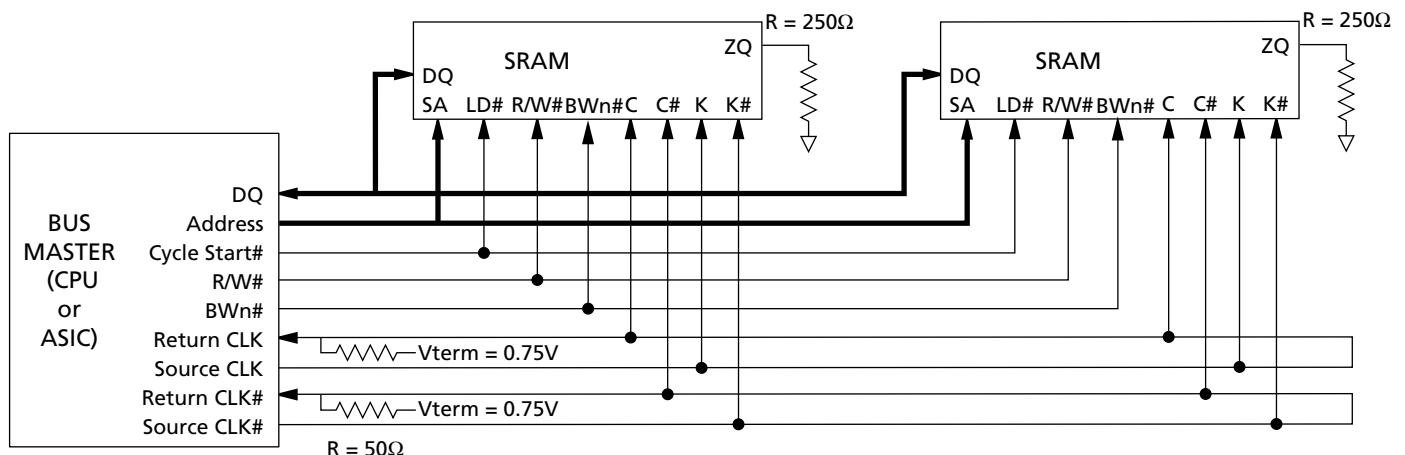 R = 250Ω
R = 250Ω
ZQ
ZQ
SRAM
SRAM
DQ
DQ
SA LD# R/W# BWn# C C# K K#
SA LD# R/W# BWn# C C# K K#
BUS
MASTER
(CPU
or
ASIC)
DQ
Address
Cycle Start#
R/W#
BWn#
Return CLK
Vterm = 0.75V
Source CLK
Return CLK#
Vterm = 0.75V
Source CLK#
R = 50Ω